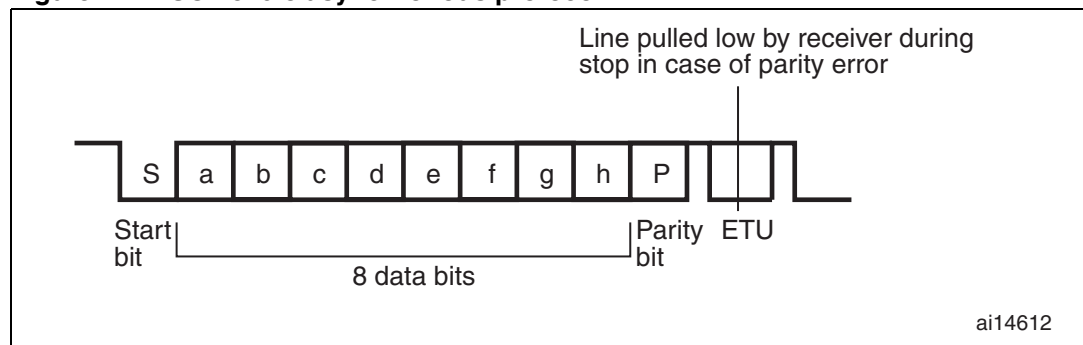 Line pulled low by receiver during
stop in case of parity error
S a b c d e f g h P
Start
bit
8 data bits
Parity
bit
ETU
ai14612